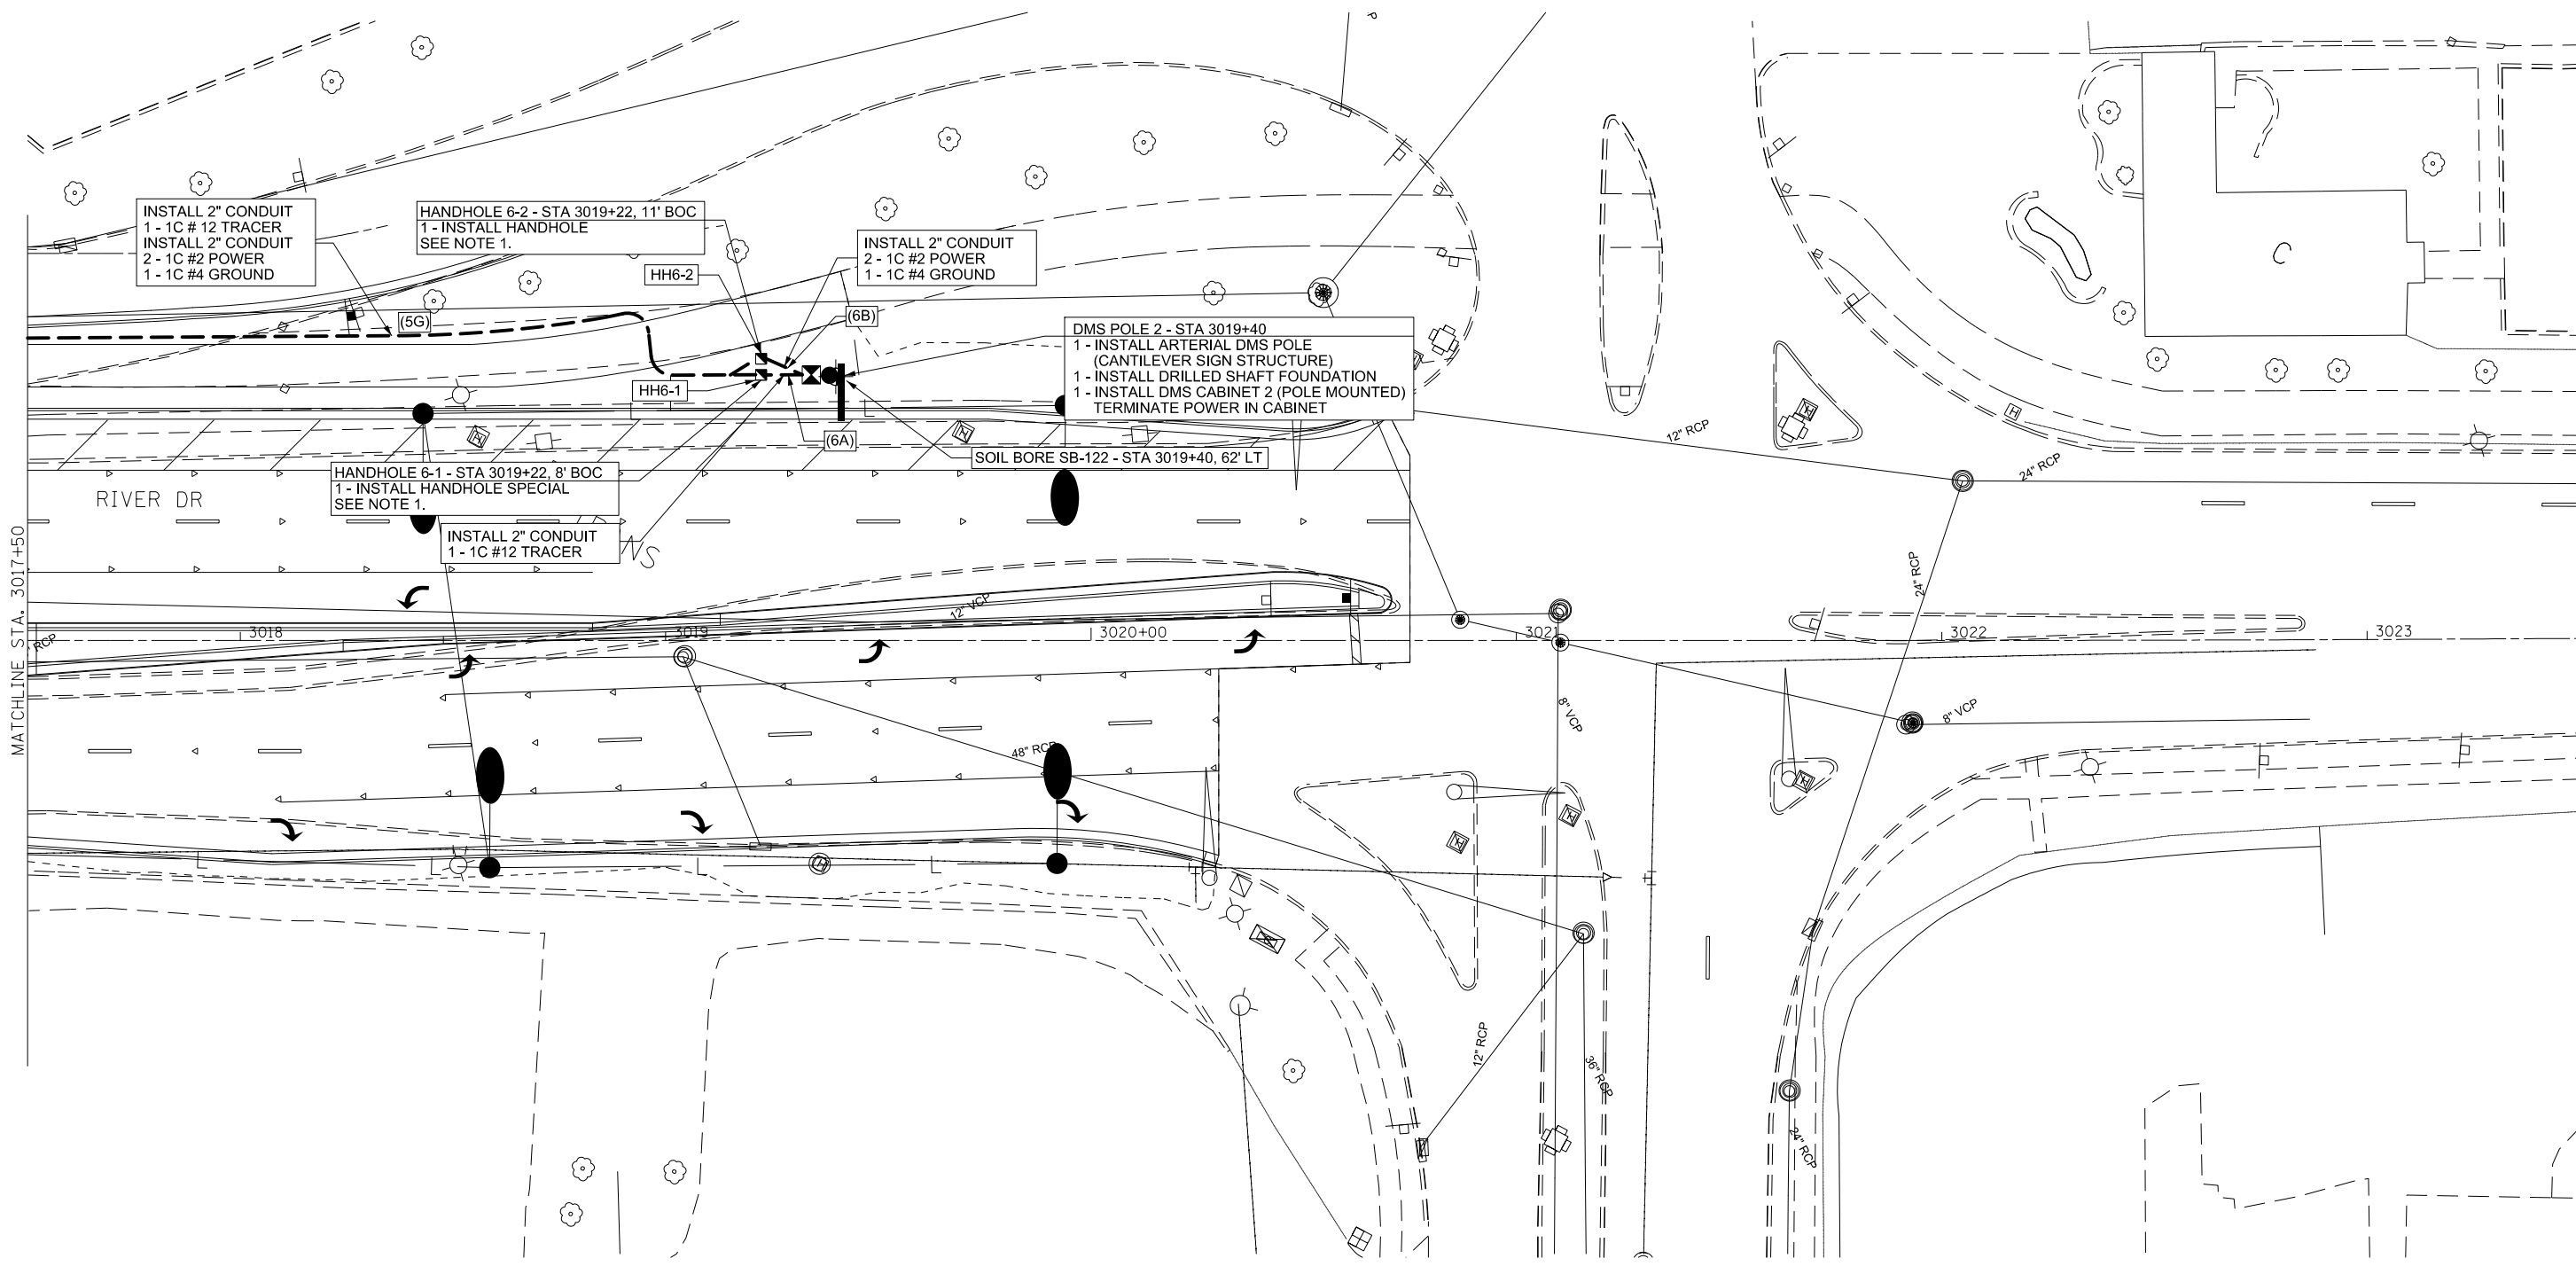 INSTALL 2" CONDUIT
1 - 1C # 12 TRACER
INSTALL 2" CONDUIT
2 - 1C #2 POWER
1 - 1C #4 GROUND
HANDHOLE 6-2 - STA 3019+22, 11' BOC
1 - INSTALL HANDHOLE
SEE NOTE 1.
INSTALL 2" CONDUIT
2 - 1C #2 POWER
1 - 1C #4 GROUND
HH6-2
(5G)
(6B)
HH6-1
(6A)
DMS POLE 2 - STA 3019+40
1 - INSTALL ARTERIAL DMS POLE
(CANTILEVER SIGN STRUCTURE)
1 - INSTALL DRILLED SHAFT FOUNDATION
1 - INSTALL DMS CABINET 2 (POLE MOUNTED)
TERMINATE POWER IN CABINET
SOIL BORE SB-122 - STA 3019+40, 62' LT
HANDHOLE 6-1 - STA 3019+22, 8' BOC
1 - INSTALL HANDHOLE SPECIAL
SEE NOTE 1.
INSTALL 2" CONDUIT
1 - 1C #12 TRACER
RIVER DR
MATCHLINE STA. 3017+50
RCP
12" VCP
3018
3019
3020+00
3021
3022
3023
12" RCP
24" RCP
24" RCP
8" VCP
8" VCP
48" RCP
12" RCP
36" RCP
24" RCP
C